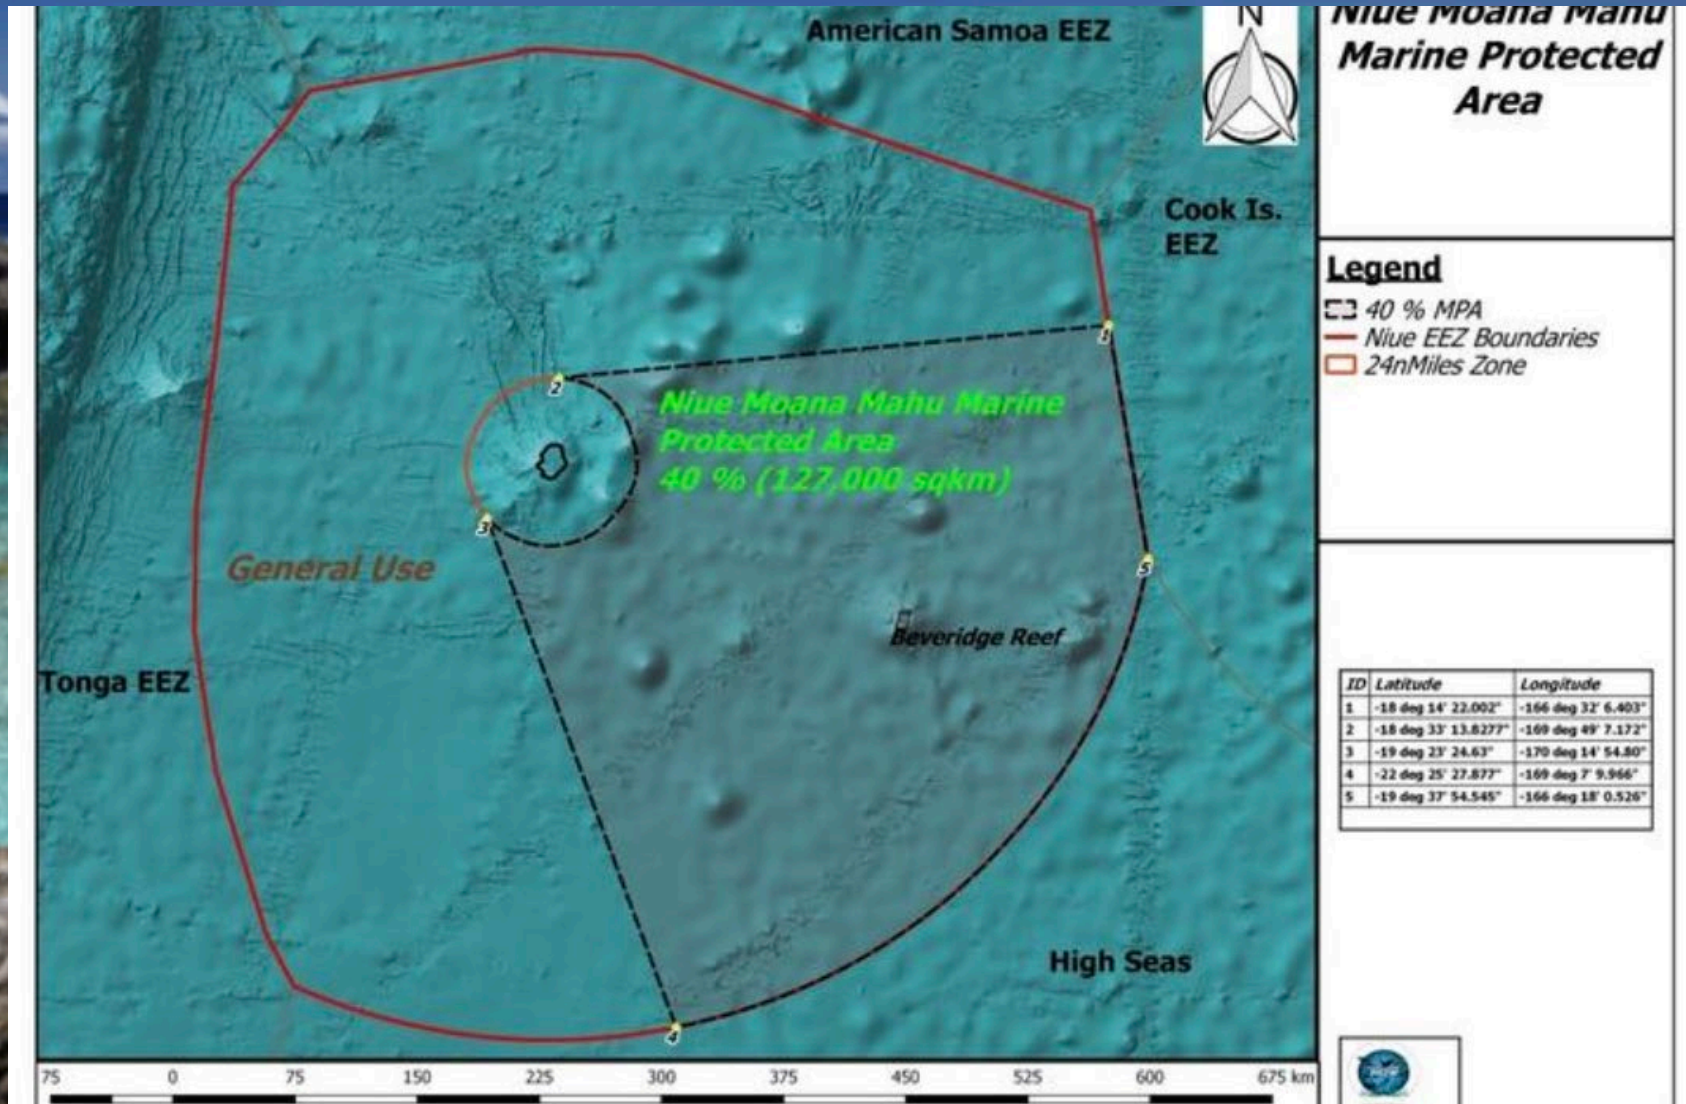 American Samoa EEZ
N
Niue Moana Mahu
Marine Protected
Area
Cook Is.
EEZ
Legend
40 % MPA
Niue EEZ Boundaries
24nMiles Zone
1
2
Niue Moana Mahu Marine
Protected Area
40 % (127,000 sqkm)
3
General Use
5
Beveridge Reef
Tonga EEZ
ID Latitude Longitude
1 -18 deg 14' 22.002" -166 deg 32' 6.403"
2 -18 deg 33' 13.8277" -169 deg 49' 7.172"
3 -19 deg 23' 24.63" -170 deg 14' 54.80"
4 -22 deg 25' 27.877" -169 deg 7' 9.966"
5 -19 deg 37' 54.545" -166 deg 18' 0.526"
High Seas
4
75 0 75 150 225 300 375 450 525 600 675 km